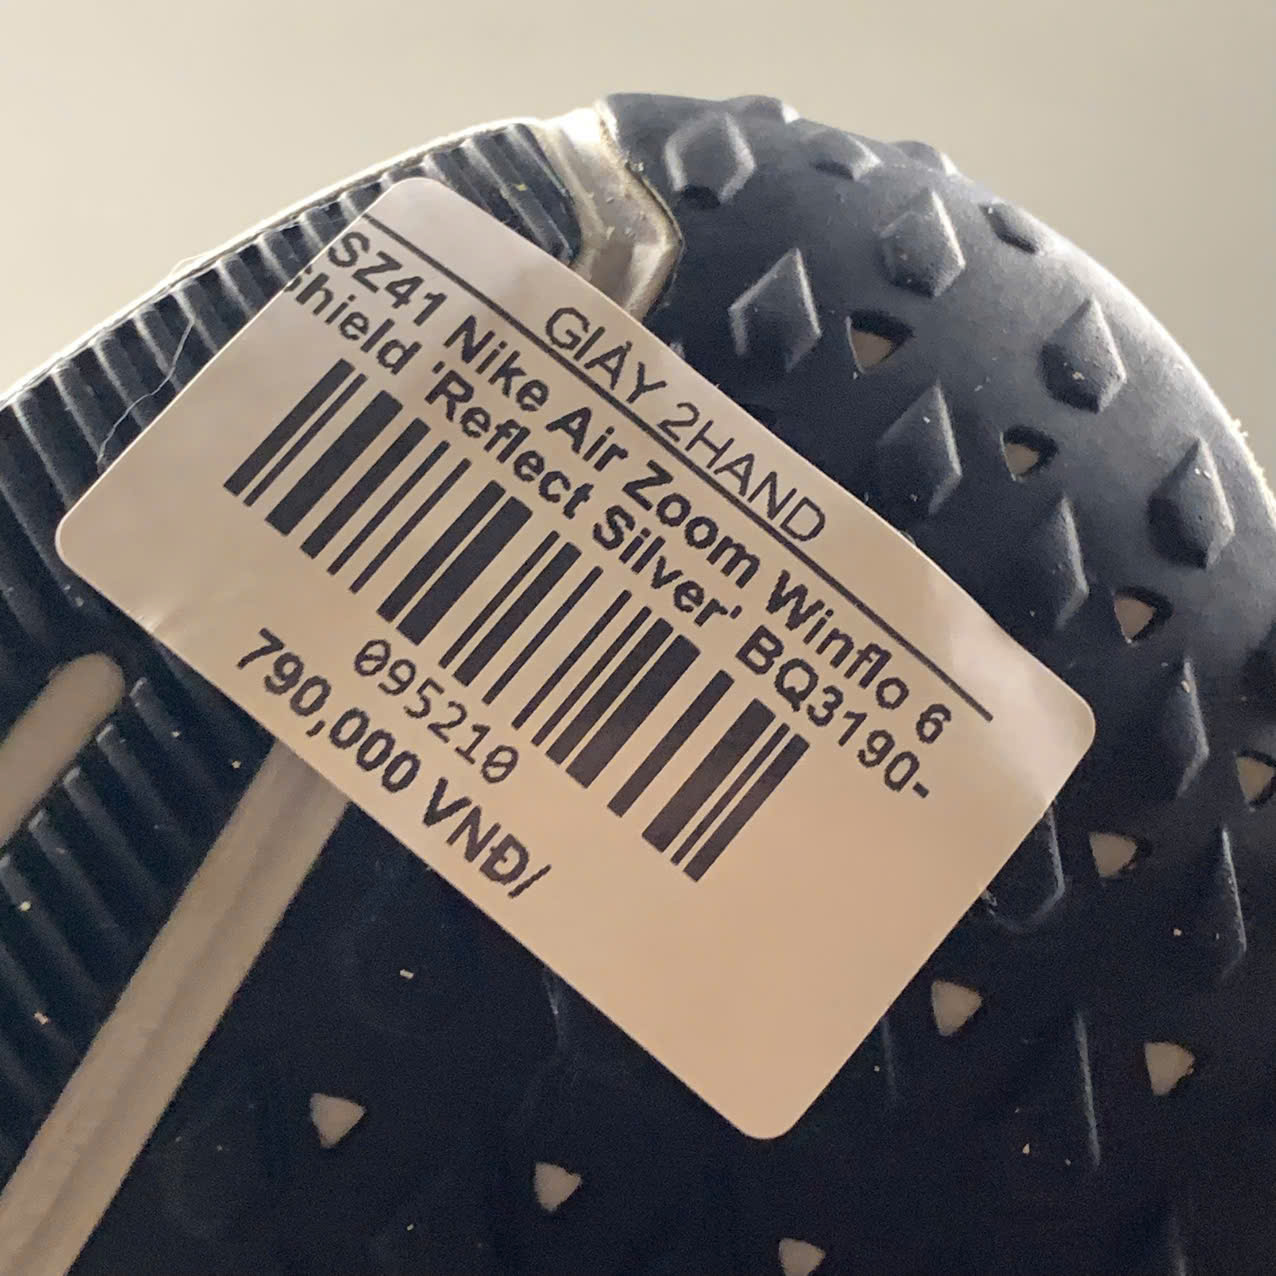 GIÀY 2HAND
SZ41 Nike Air Zoom Winflo 6
Shield 'Reflect Silver' BQ3190-
095210
790,000 VNĐ/